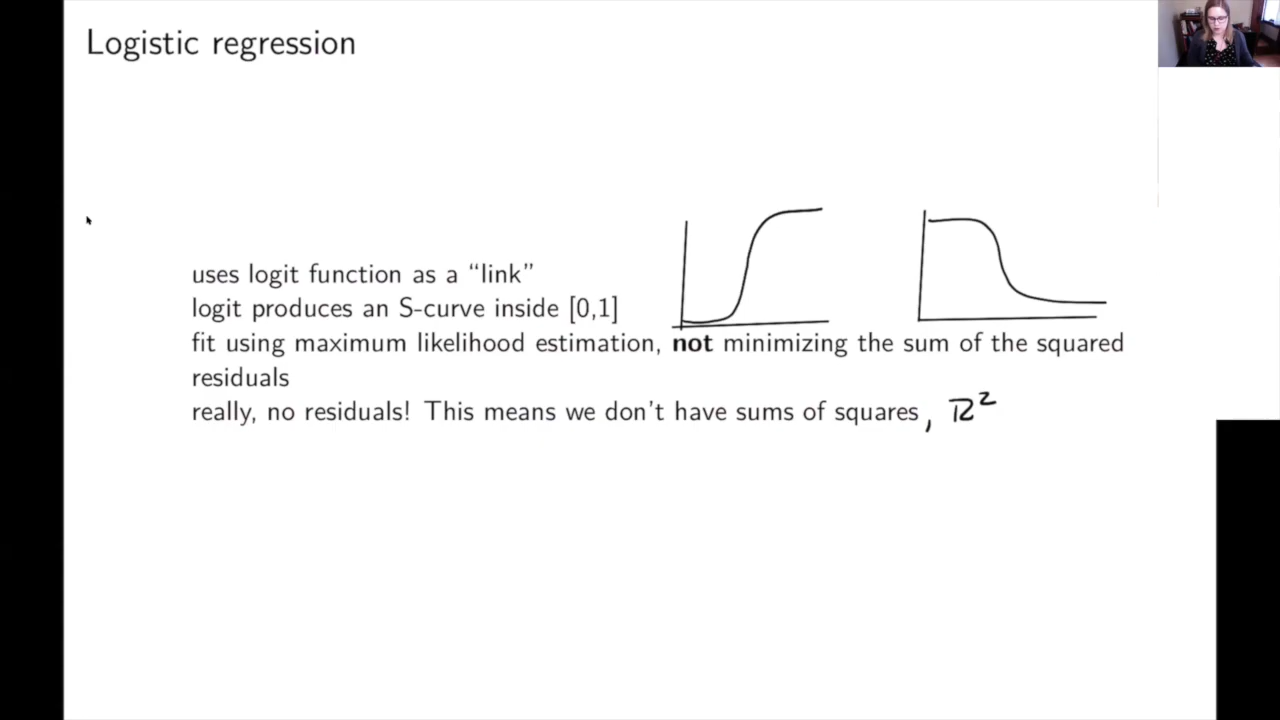 Logistic regression
uses logit function as a “link”
logit produces an S-curve inside [0,1]
fit using maximum likelihood estimation, not minimizing the sum of the squared
residuals
really, no residuals! This means we don't have sums of squares, R²